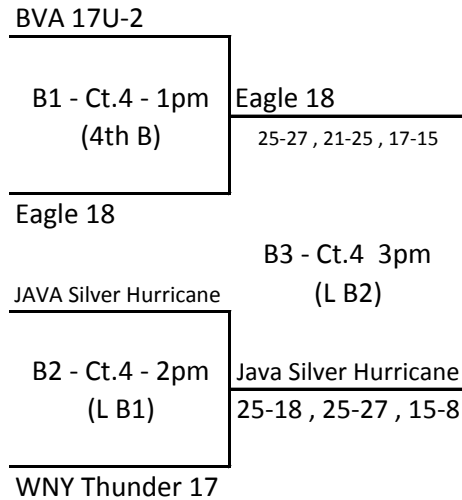 BVA 17U-2
B1 - Ct.4 - 1pm
(4th B)
Eagle 18
25-27 , 21-25 , 17-15
Eagle 18
B3 - Ct.4  3pm
(L B2)
JAVA Silver Hurricane
B2 - Ct.4 - 2pm
(L B1)
Java Silver Hurricane
25-18 , 25-27 , 15-8
WNY Thunder 17